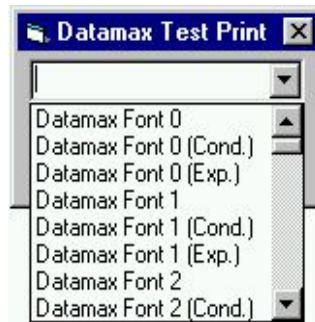 Datamax Test Print
Datamax Font 0
Datamax Font 0 (Cond.)
Datamax Font 0 (Exp.)
Datamax Font 1
Datamax Font 1 (Cond.)
Datamax Font 1 (Exp.)
Datamax Font 2
Datamax Font 2 (Cond.)